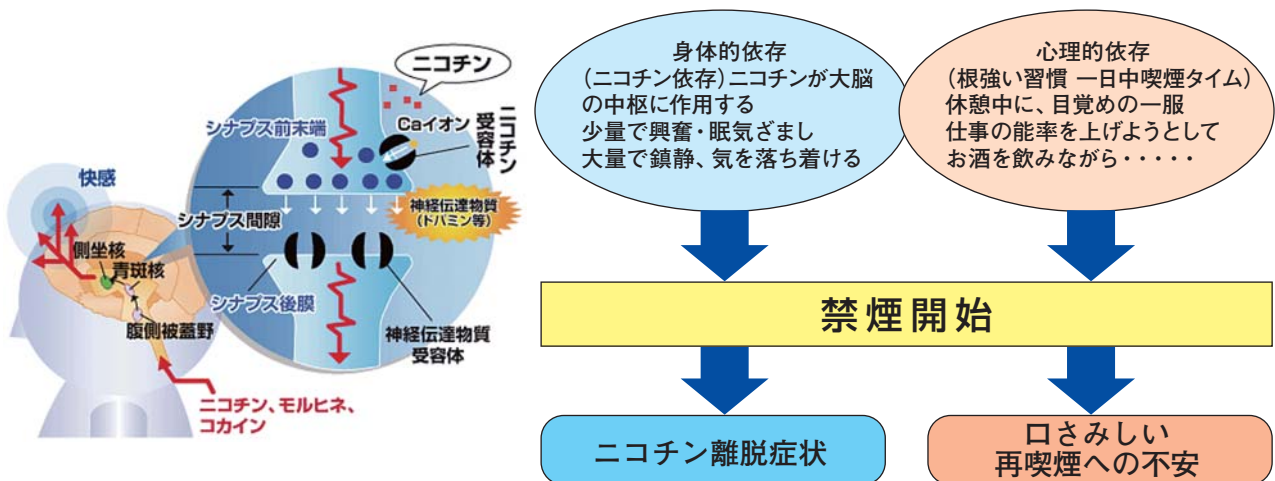 ニコチン
シナプス前末端
Caイオン
ニコチン
受容体
快感
シナプス間隙
神経伝達物質
(ドパミン等)
側坐核
青斑核
シナプス後膜
腹側被蓋野
神経伝達物質
受容体
ニコチン、モルヒネ、
コカイン
身体的依存
(ニコチン依存)ニコチンが大脳
の中枢に作用する
少量で興奮・眠気ざまし
大量で鎮静、気を落ち着ける
心理的依存
(根強い習慣 一日中喫煙タイム)
休憩中に、目覚めの一服
仕事の能率を上げようとして
お酒を飲みながら・・・・・
禁煙開始
ニコチン離脱症状
口さみしい
再喫煙への不安